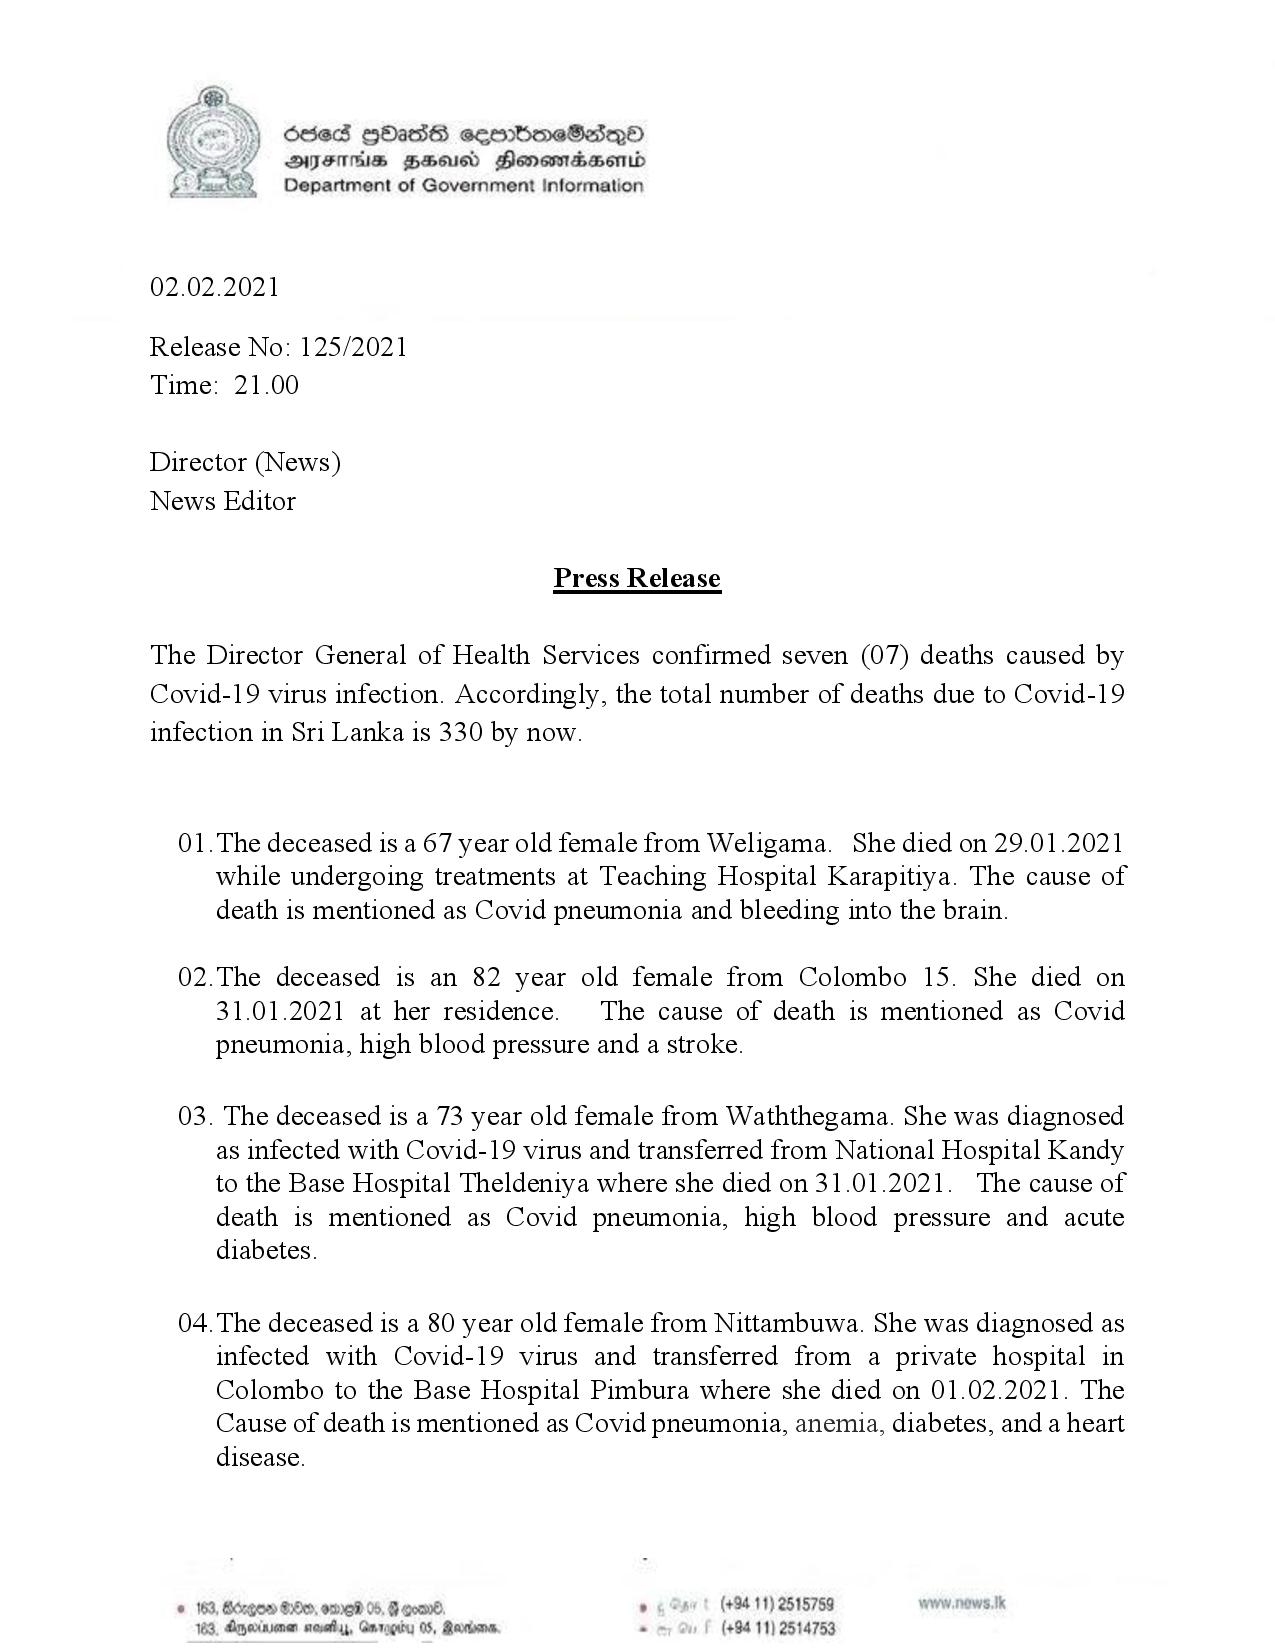 රජයේ ප්‍රවෘත්ති දෙපාර්තමේන්තුව
அரசாங்க தகவல் திணைக்களம்
Department of Government Information
02.02.2021
Release No: 125/2021
Time:  21.00
Director (News)
News Editor
Press Release
The Director General of Health Services confirmed seven (07) deaths caused by
Covid-19 virus infection. Accordingly, the total number of deaths due to Covid-19
infection in Sri Lanka is 330 by now.
01. The deceased is a 67 year old female from Weligama.   She died on 29.01.2021
while undergoing treatments at Teaching Hospital Karapitiya. The cause of
death is mentioned as Covid pneumonia and bleeding into the brain.
02. The deceased is an 82 year old female from Colombo 15. She died on
31.01.2021 at her residence.   The cause of death is mentioned as Covid
pneumonia, high blood pressure and a stroke.
03. The deceased is a 73 year old female from Waththegama. She was diagnosed
as infected with Covid-19 virus and transferred from National Hospital Kandy
to the Base Hospital Theldeniya where she died on 31.01.2021.   The cause of
death is mentioned as Covid pneumonia, high blood pressure and acute
diabetes.
04. The deceased is a 80 year old female from Nittambuwa. She was diagnosed as
infected with Covid-19 virus and transferred from a private hospital in
Colombo to the Base Hospital Pimbura where she died on 01.02.2021. The
Cause of death is mentioned as Covid pneumonia, anemia, diabetes, and a heart
disease.
163, කිරුලපන මාවත, කොළඹ 05, ශ්‍රී ලංකාව.
163, கிருலப்பனை எவனியூ, கொழும்பு 05, இலங்கை.
(+94 11) 2515759
(+94 11) 2514753
www.news.lk